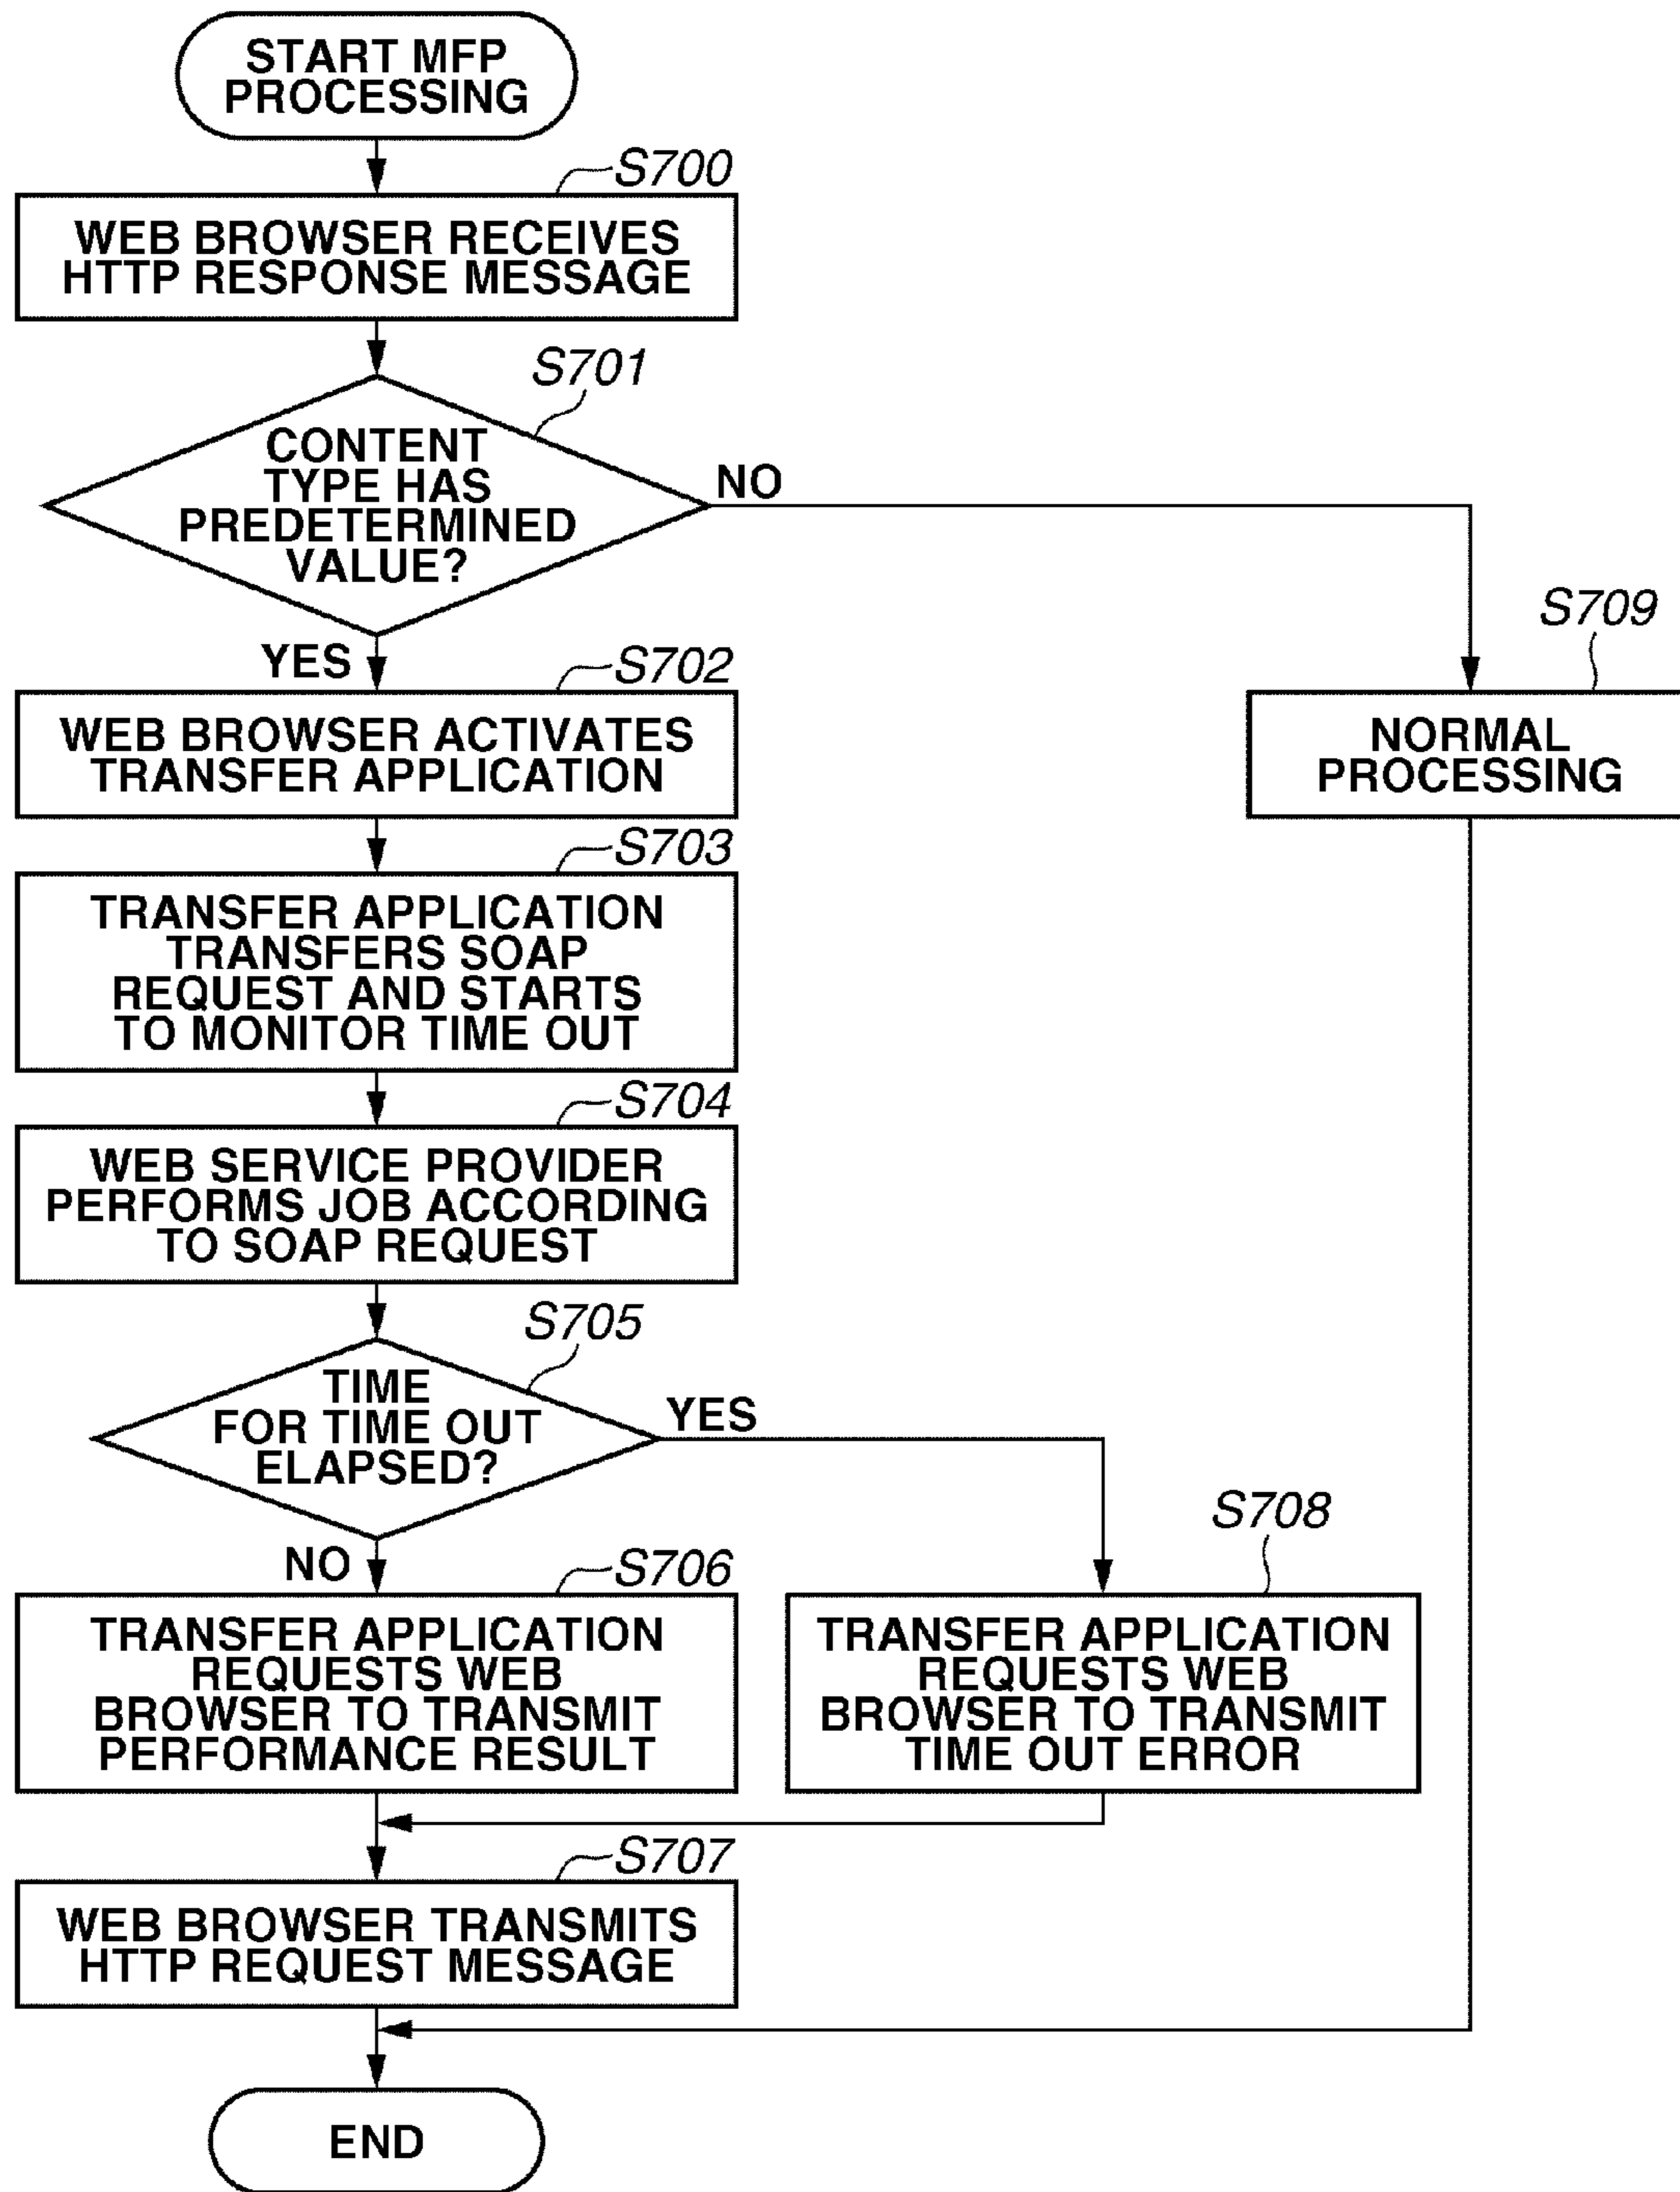 START MFP
PROCESSING
S700
WEB BROWSER RECEIVES
HTTP RESPONSE MESSAGE
S701
CONTENT
TYPE HAS
PREDETERMINED
VALUE?
NO
YES
S702
WEB BROWSER ACTIVATES
TRANSFER APPLICATION
S709
NORMAL
PROCESSING
S703
TRANSFER APPLICATION
TRANSFERS SOAP
REQUEST AND STARTS
TO MONITOR TIME OUT
S704
WEB SERVICE PROVIDER
PERFORMS JOB ACCORDING
TO SOAP REQUEST
S705
TIME
FOR TIME OUT
ELAPSED?
YES
NO
S706
TRANSFER APPLICATION
REQUESTS WEB
BROWSER TO TRANSMIT
PERFORMANCE RESULT
S708
TRANSFER APPLICATION
REQUESTS WEB
BROWSER TO TRANSMIT
TIME OUT ERROR
S707
WEB BROWSER TRANSMITS
HTTP REQUEST MESSAGE
END